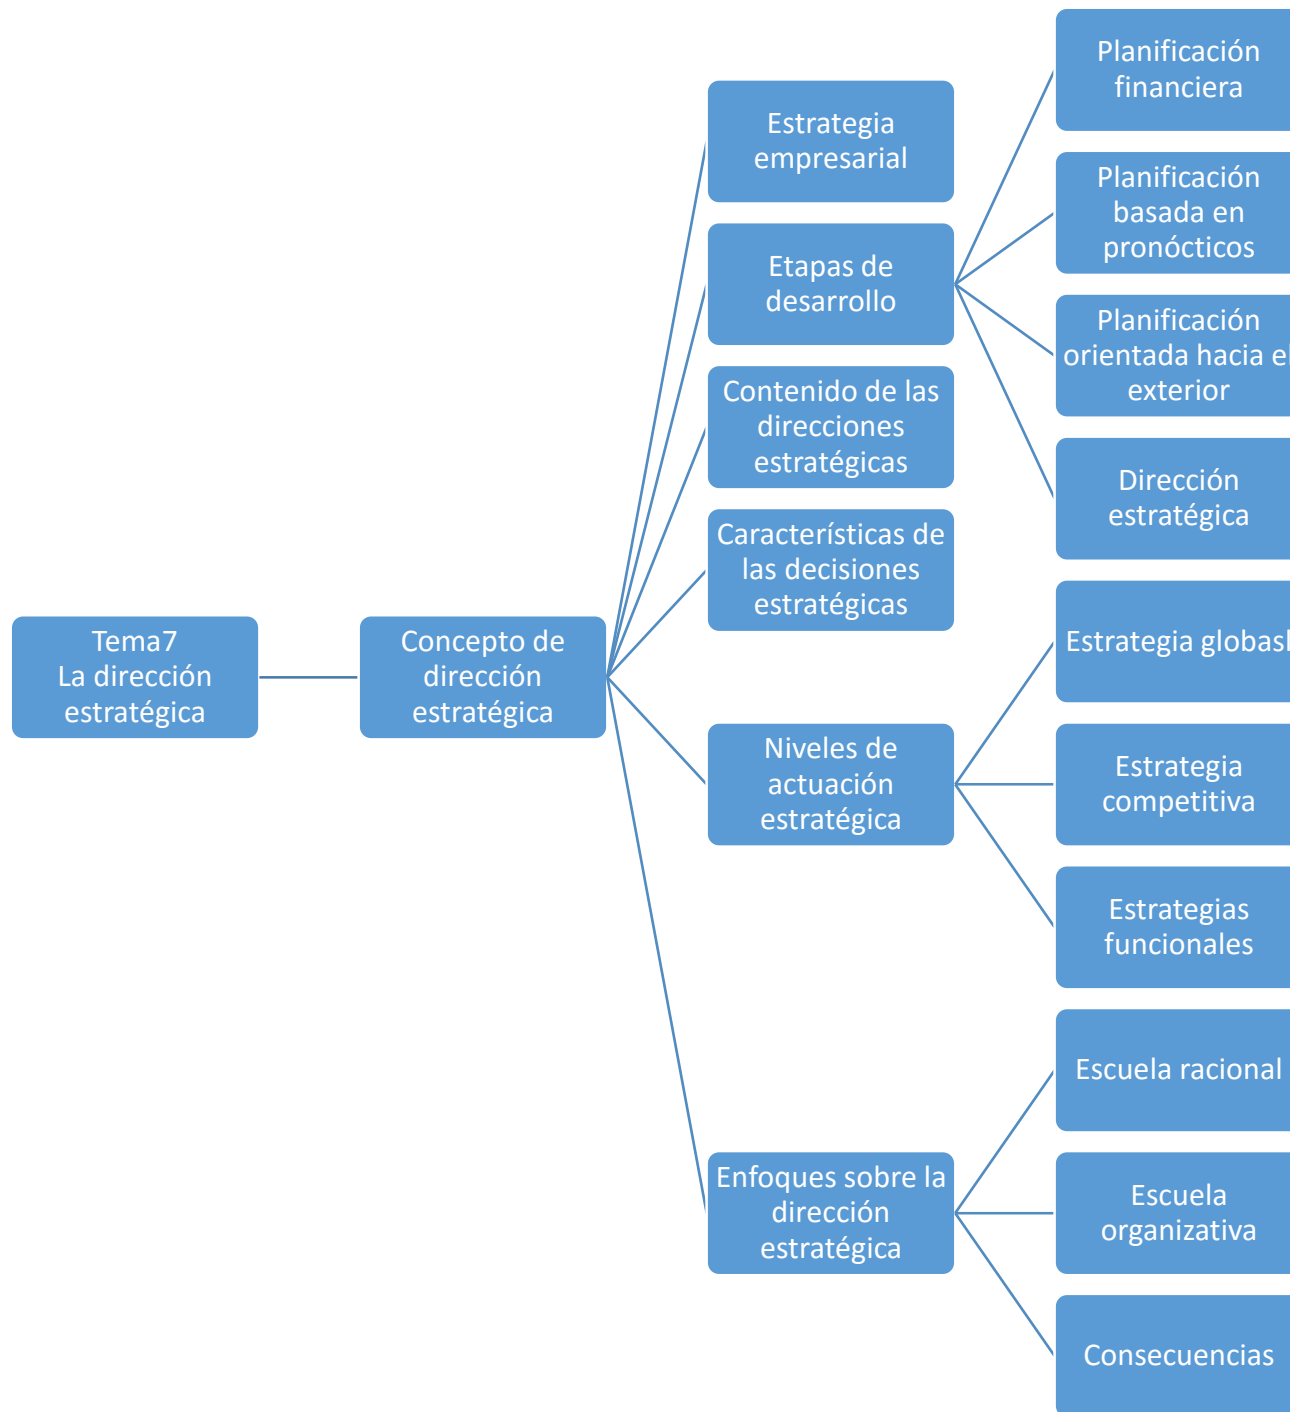 Tema7
La dirección
estratégica
Concepto de
dirección
estratégica
Estrategia
empresarial
Etapas de
desarrollo
Contenido de las
direcciones
estratégicas
Características de
las decisiones
estratégicas
Niveles de
actuación
estratégica
Enfoques sobre la
dirección
estratégica
Planificación
financiera
Planificación
basada en
pronócticos
Planificación
orientada hacia el
exterior
Dirección
estratégica
Estrategia globasl
Estrategia
competitiva
Estrategias
funcionales
Escuela racional
Escuela
organizativa
Consecuencias